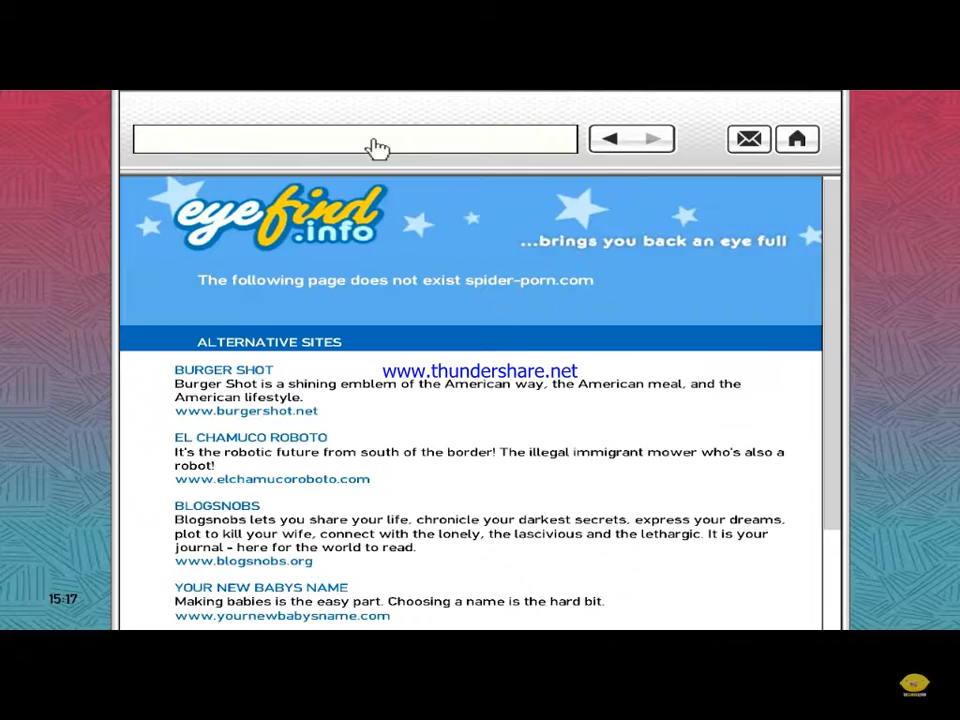 eyefind
.info
...brings you back an eye full
The following page does not exist spider-porn.com
ALTERNATIVE SITES
BURGER SHOT
www.thundershare.net
Burger Shot is a shining emblem of the American way, the American meal, and the
American lifestyle.
www.burgershot.net
EL CHAMUCO ROBOTO
It's the robotic future from south of the border! The illegal immigrant mower who's also a
robot!
www.elchamucoroboto.com
BLOGSNOBS
Blogsnobs lets you share your life, chronicle your darkest secrets, express your dreams,
plot to kill your wife, connect with the lonely, the lascivious and the lethargic. It is your
journal - here for the world to read.
www.blogsnobs.org
YOUR NEW BABYS NAME
15:17
Making babies is the easy part. Choosing a name is the hard bit.
www.yournewbabysname.com